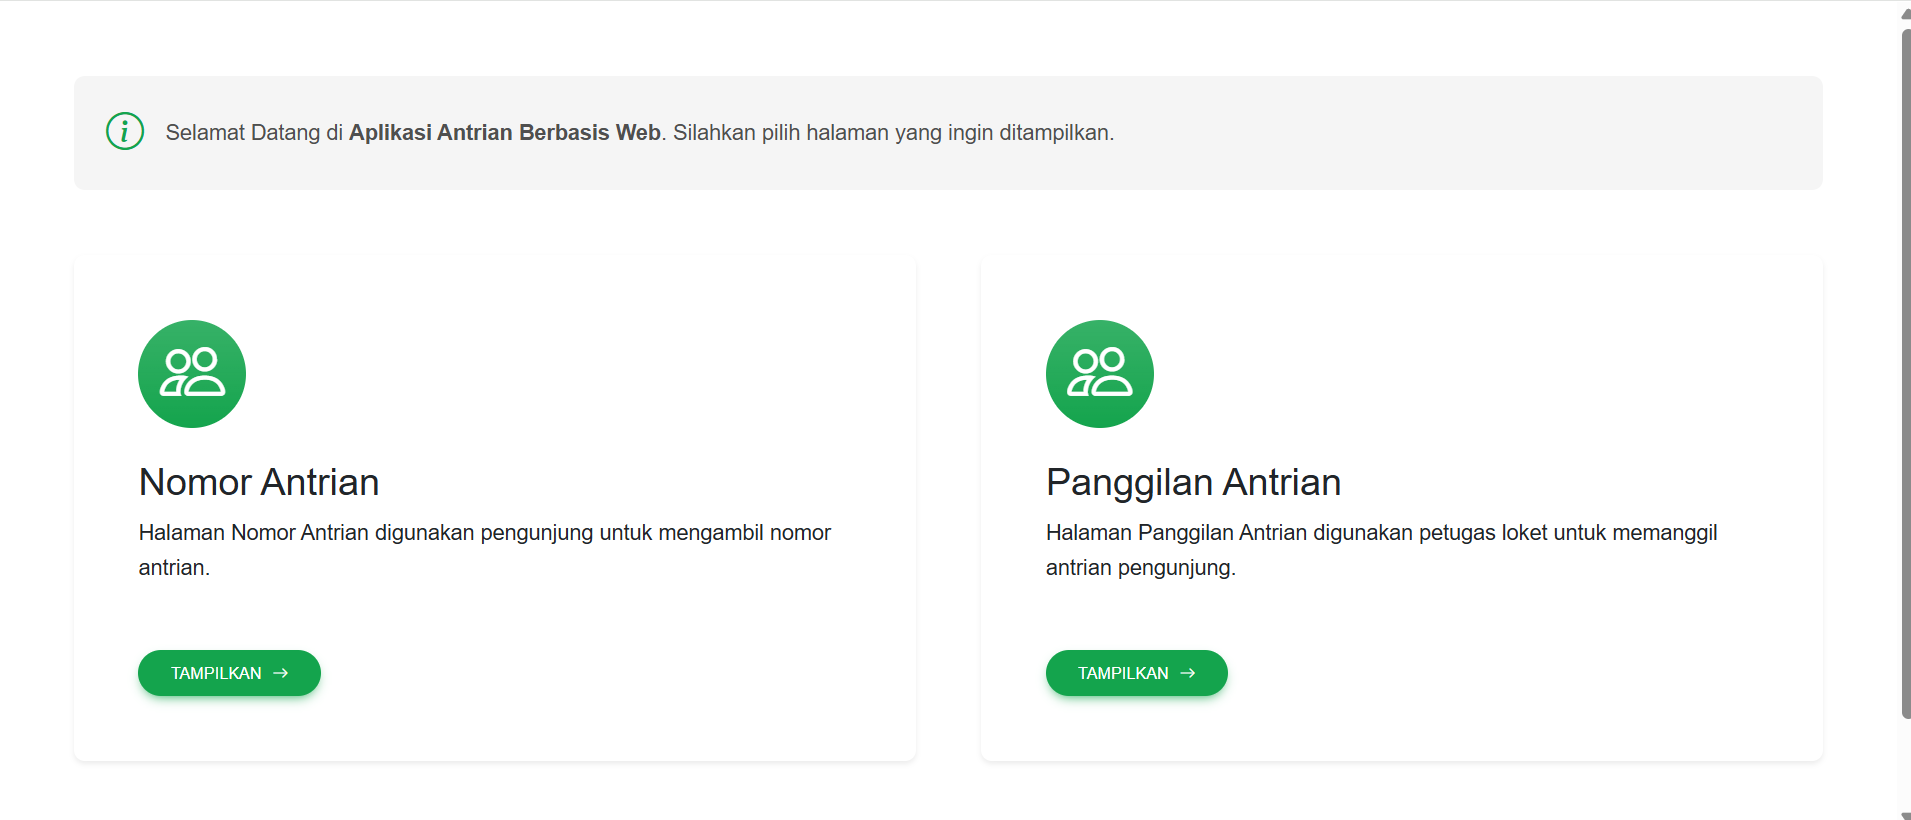 Selamat Datang di Aplikasi Antrian Berbasis Web. Silahkan pilih halaman yang ingin ditampilkan.
Nomor Antrian
Halaman Nomor Antrian digunakan pengunjung untuk mengambil nomor
antrian.
TAMPILKAN →
Panggilan Antrian
Halaman Panggilan Antrian digunakan petugas loket untuk memanggil
antrian pengunjung.
TAMPILKAN →